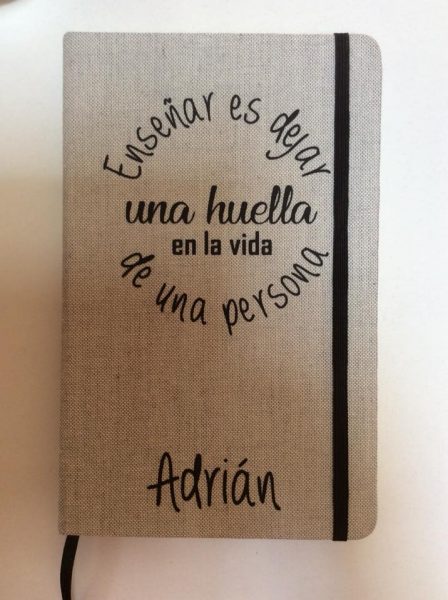 Enseñar es dejar
una huella
en la vida
de una persona
Adrián